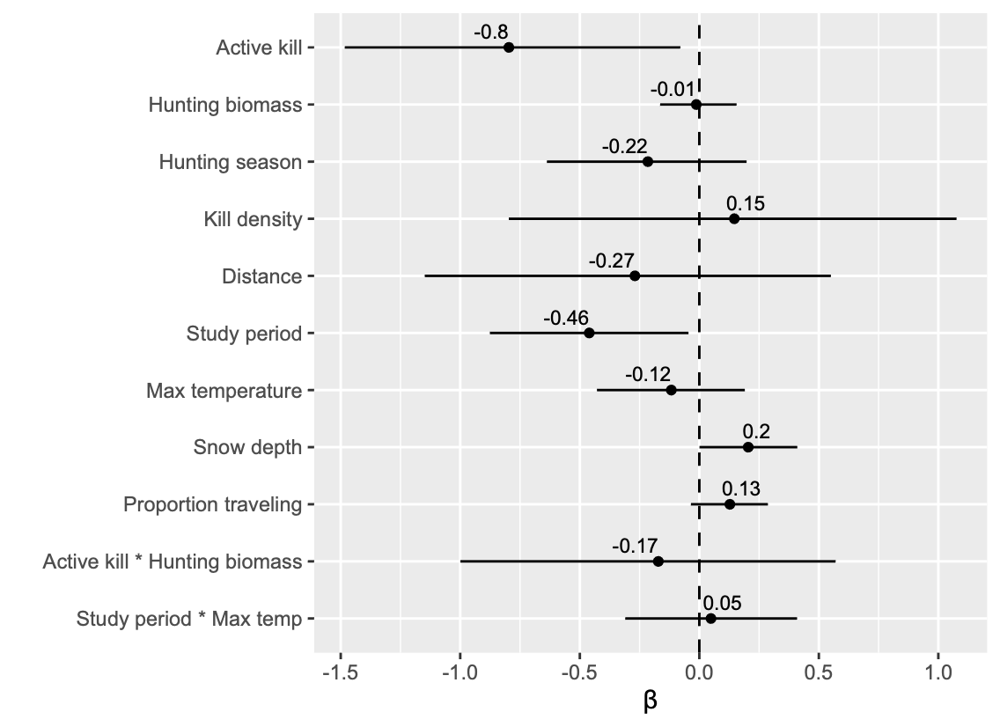 -0.8
Active kill
-0.01
Hunting biomass
-0.22
Hunting season
0.15
Kill density
-0.27
Distance
-0.46
Study period
-0.12
Max temperature
0.2
Snow depth
0.13
Proportion traveling
-0.17
Active kill * Hunting biomass
0.05
Study period * Max temp
-1.5 -1.0 -0.5 0.0 0.5 1.0
β